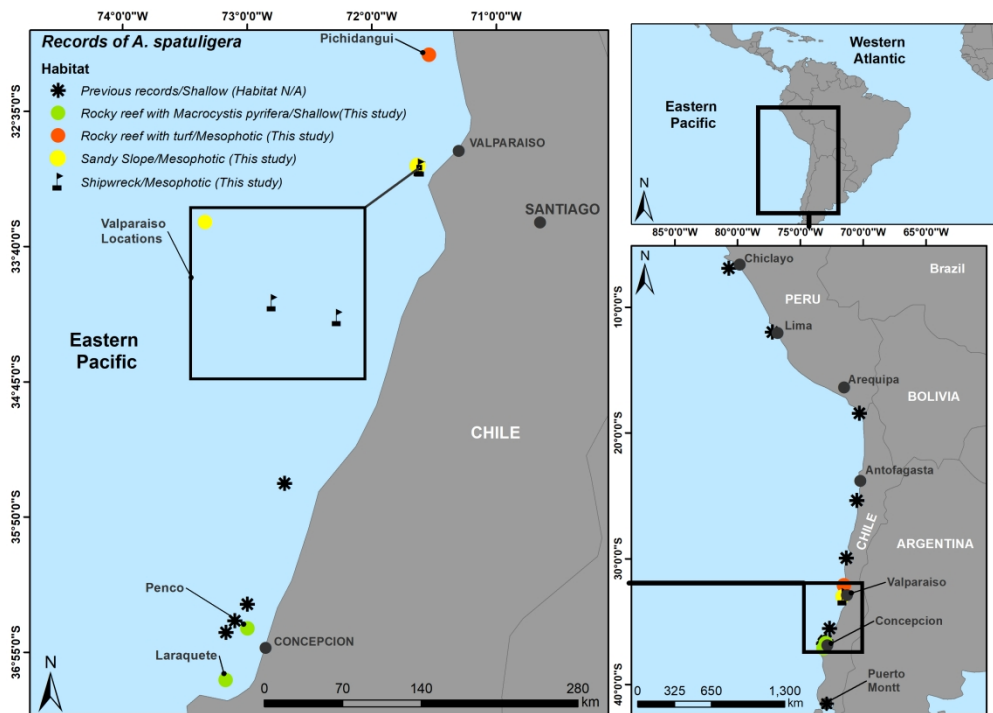 74°0'0"W 73°0'0"W 72°0'0"W 71°0'0"W
Records of A. spatuligera
Habitat
Previous records/Shallow (Habitat N/A)
Rocky reef with Macrocystis pyrifera/Shallow(This study)
Rocky reef with turf/Mesophotic (This study)
Sandy Slope/Mesophotic (This study)
Shipwreck/Mesophotic (This study)
Pichidangui
VALPARAISO
SANTIAGO
Valparaiso
Locations
Eastern
Pacific
CHILE
Penco
Laraquete
CONCEPCION
32°35'0"S
33°40'0"S
34°45'0"S
35°50'0"S
36°55'0"S
N
0 70 140 280
km
Western
Atlantic
Eastern
Pacific
N
85°0'0"W 80°0'0"W 75°0'0"W 70°0'0"W 65°0'0"W
N
Chiclayo
Brazil
PERU
Lima
Arequipa
BOLIVIA
Antofagasta
CHILE
ARGENTINA
Valparaiso
Concepcion
Puerto
Montt
10°0'0"S
20°0'0"S
30°0'0"S
40°0'0"S
0 325 650 1,300
km